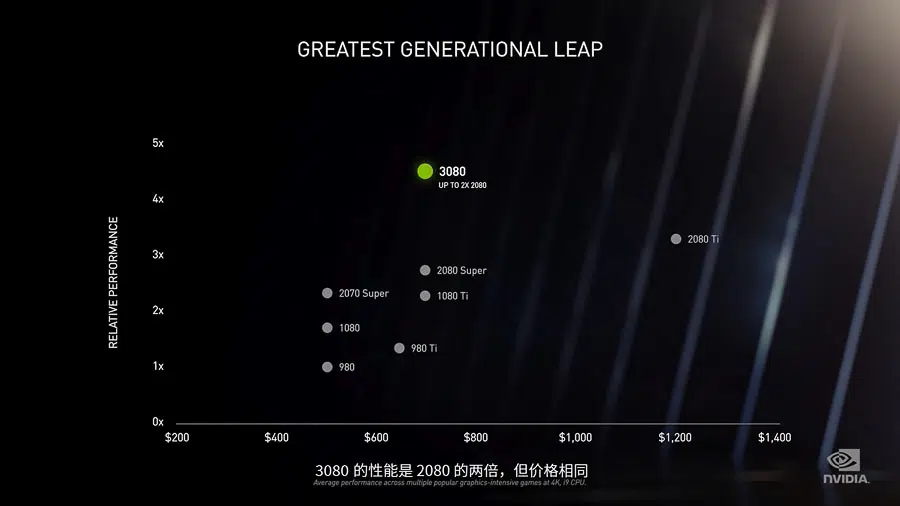 GREATEST GENERATIONAL LEAP
5x
3080
UP TO 2X 2080
4x
2080 Ti
3x
2080 Super
2070 Super
1080 Ti
2x
1080
980 Ti
1x
980
0x
RELATIVE PERFORMANCE
$200 $400 $600 $800 $1,000 $1,200 $1,400
3080 的性能是 2080 的两倍，但价格相同
Average performance across multiple popular graphics-intensive games at 4K, i9 CPU.
NVIDIA.